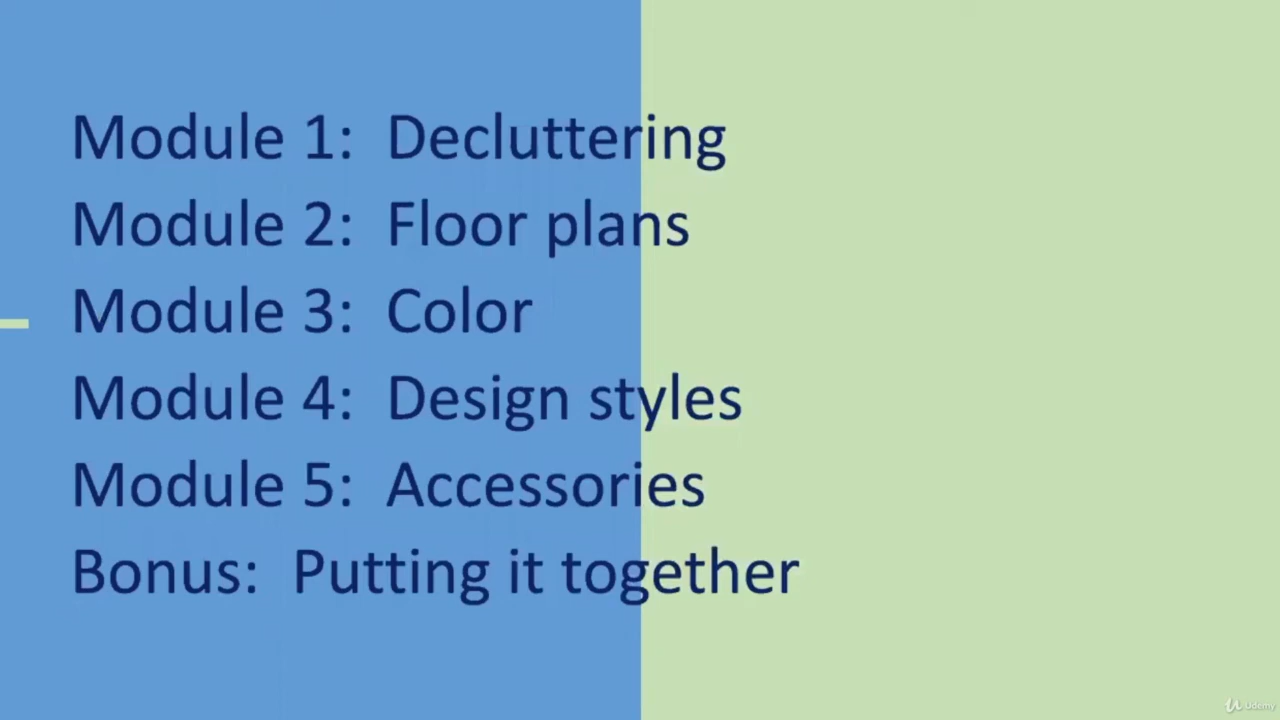 Module 1: Decluttering
Module 2: Floor plans
Module 3: Color
Module 4: Design styles
Module 5: Accessories
Bonus: Putting it together
Udemy